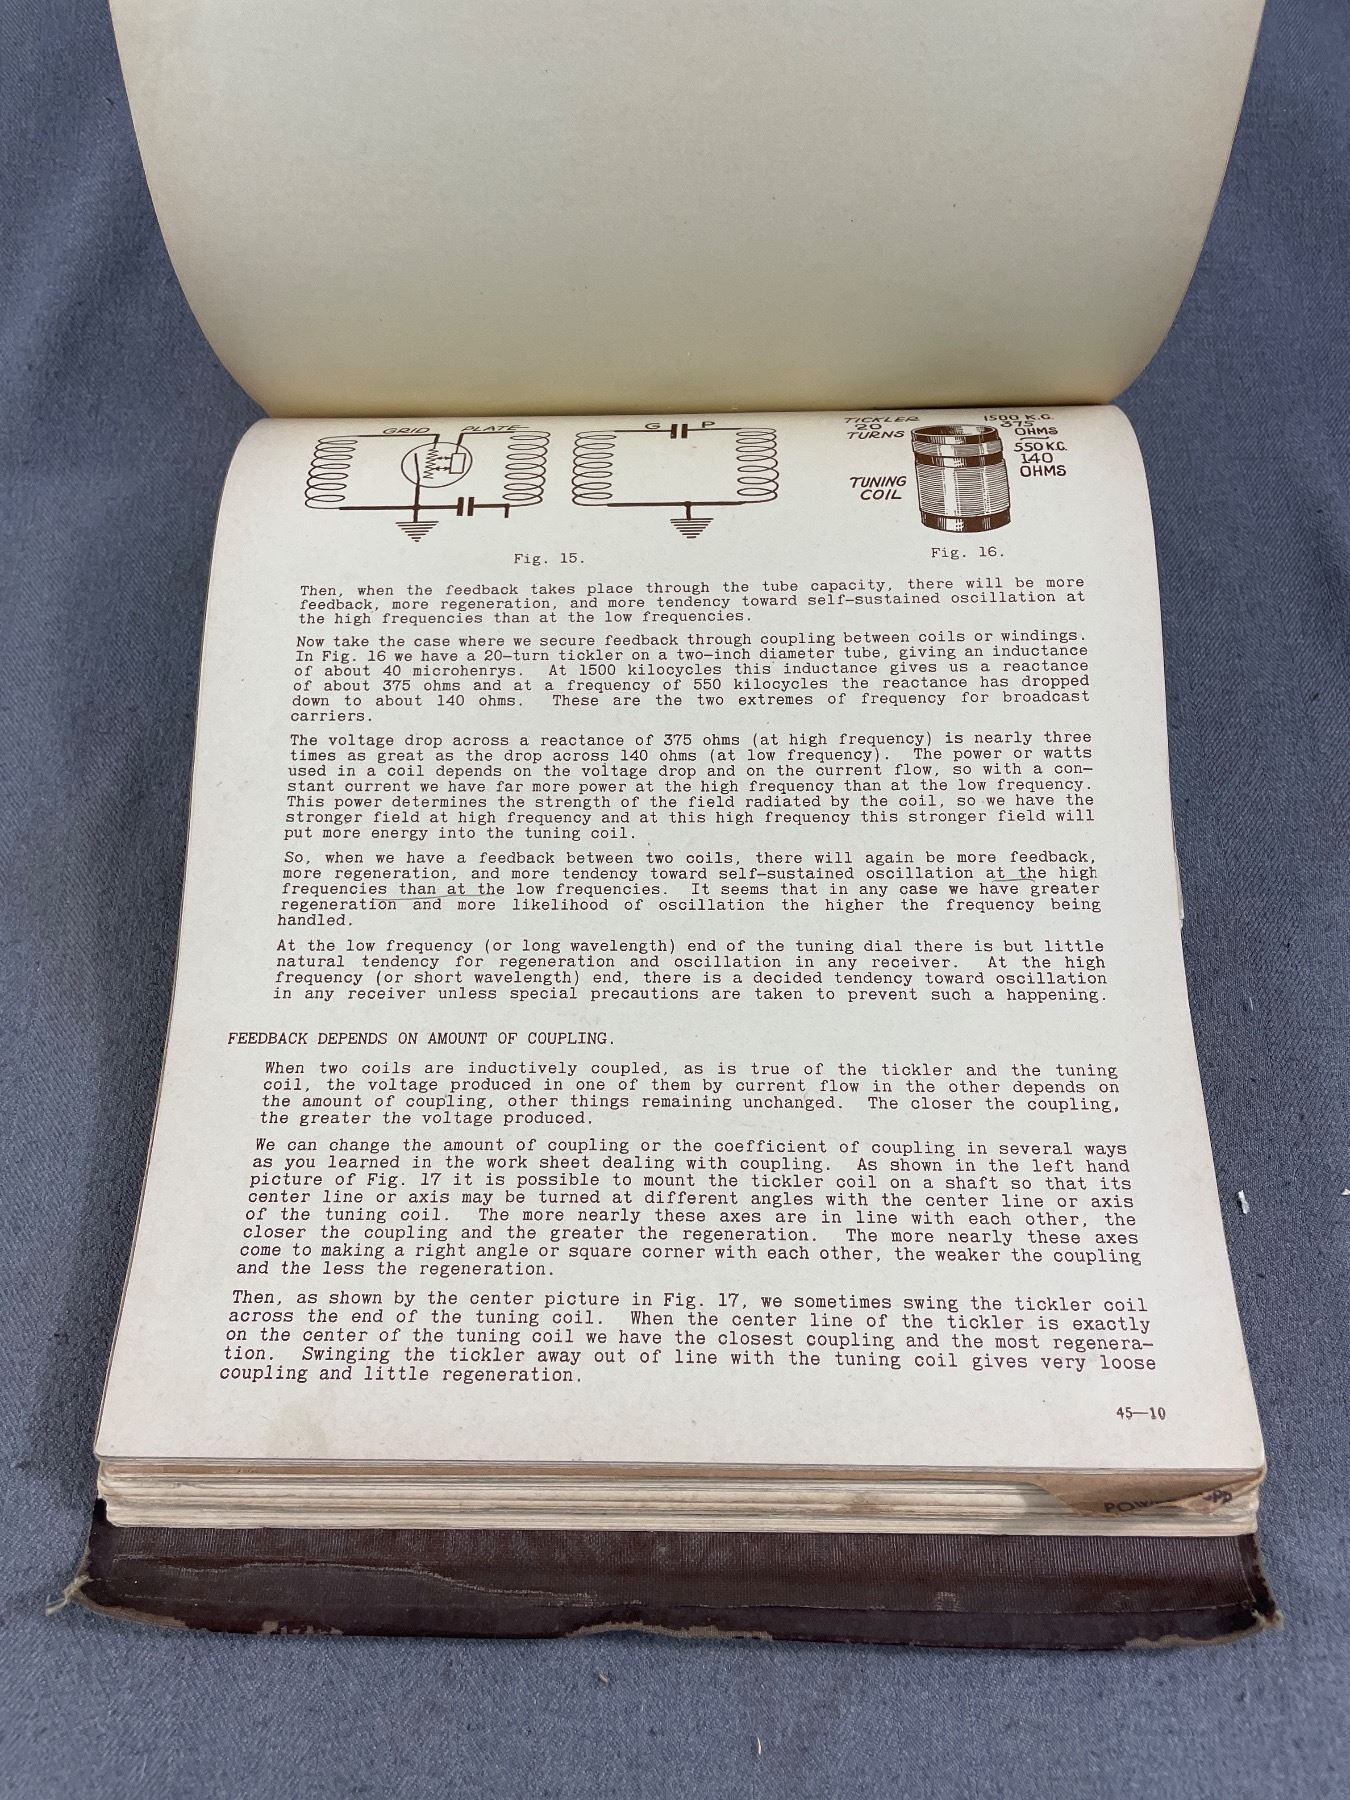 GRID PLATE
G P
TICKLER
20
TURNS
TUNING
COIL
1500 K.C.
375
OHMS
550 KC.
140
OHMS
Fig. 15.
Fig. 16.
Then, when the feedback takes place through the tube capacity, there will be more
feedback, more regeneration, and more tendency toward self-sustained oscillation at
the high frequencies than at the low frequencies.
Now take the case where we secure feedback through coupling between coils or windings.
In Fig. 16 we have a 20-turn tickler on a two-inch diameter tube, giving an inductance
of about 40 microhenrys. At 1500 kilocycles this inductance gives us a reactance
of about 375 ohms and at a frequency of 550 kilocycles the reactance has dropped
down to about 140 ohms. These are the two extremes of frequency for broadcast
carriers.
The voltage drop across a reactance of 375 ohms (at high frequency) is nearly three
times as great as the drop across 140 ohms (at low frequency). The power or watts
used in a coil depends on the voltage drop and on the current flow, so with a con-
stant current we have far more power at the high frequency than at the low frequency.
This power determines the strength of the field radiated by the coil, so we have the
stronger field at high frequency and at this high frequency this stronger field will
put more energy into the tuning coil.
So, when we have a feedback between two coils, there will again be more feedback,
more regeneration, and more tendency toward self-sustained oscillation at the high
frequencies than at the low frequencies. It seems that in any case we have greater
regeneration and more likelihood of oscillation the higher the frequency being
handled.
At the low frequency (or long wavelength) end of the tuning dial there is but little
natural tendency for regeneration and oscillation in any receiver. At the high
frequency (or short wavelength) end, there is a decided tendency toward oscillation
in any receiver unless special precautions are taken to prevent such a happening.
FEEDBACK DEPENDS ON AMOUNT OF COUPLING.
When two coils are inductively coupled, as is true of the tickler and the tuning
coil, the voltage produced in one of them by current flow in the other depends on
the amount of coupling, other things remaining unchanged. The closer the coupling,
the greater the voltage produced.
We can change the amount of coupling or the coefficient of coupling in several ways
as you learned in the work sheet dealing with coupling. As shown in the left hand
picture of Fig. 17 it is possible to mount the tickler coil on a shaft so that its
center line or axis may be turned at different angles with the center line or axis
of the tuning coil. The more nearly these axes are in line with each other, the
closer the coupling and the greater the regeneration. The more nearly these axes
come to making a right angle or square corner with each other, the weaker the coupling
and the less the regeneration.
Then, as shown by the center picture in Fig. 17, we sometimes swing the tickler coil
across the end of the tuning coil. When the center line of the tickler is exactly
on the center of the tuning coil we have the closest coupling and the most regenera-
tion. Swinging the tickler away out of line with the tuning coil gives very loose
coupling and little regeneration.
45—10